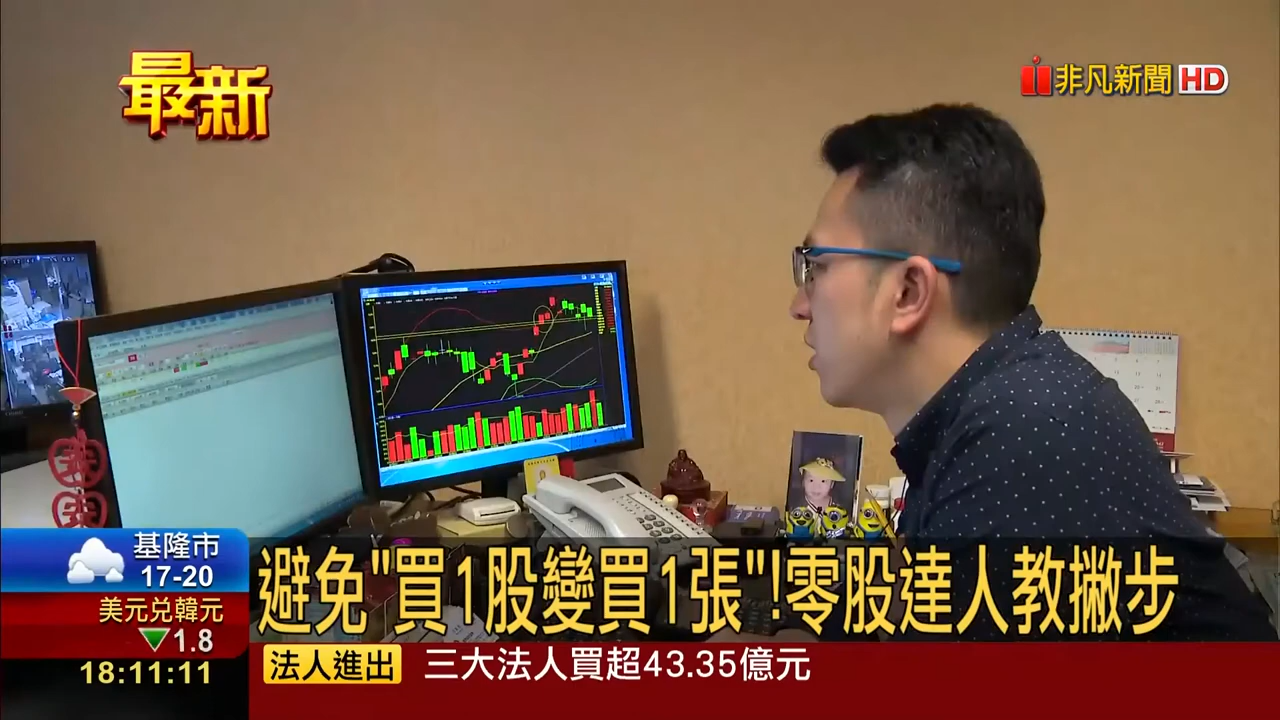 最新
非凡新聞HD
基隆市
17-20
避免"買1股變買1張"!零股達人教撇步
美元兌韓元
▼1.8
18:11:11
法人進出 三大法人買超43.35億元